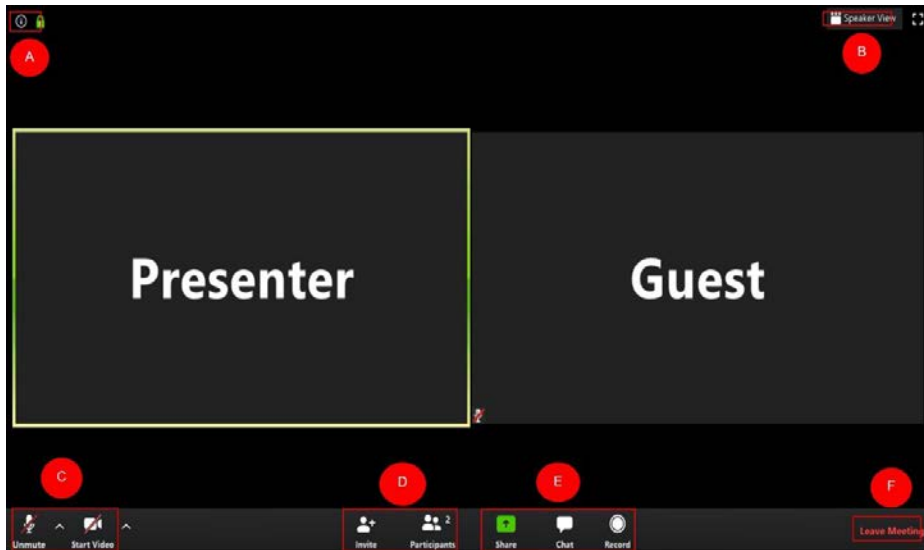 Speaker View
A
B
Presenter
Guest
C
D
E
F
2
Unmute
Start Video
Invite
Participants
Share
Chat
Record
Leave Meeting